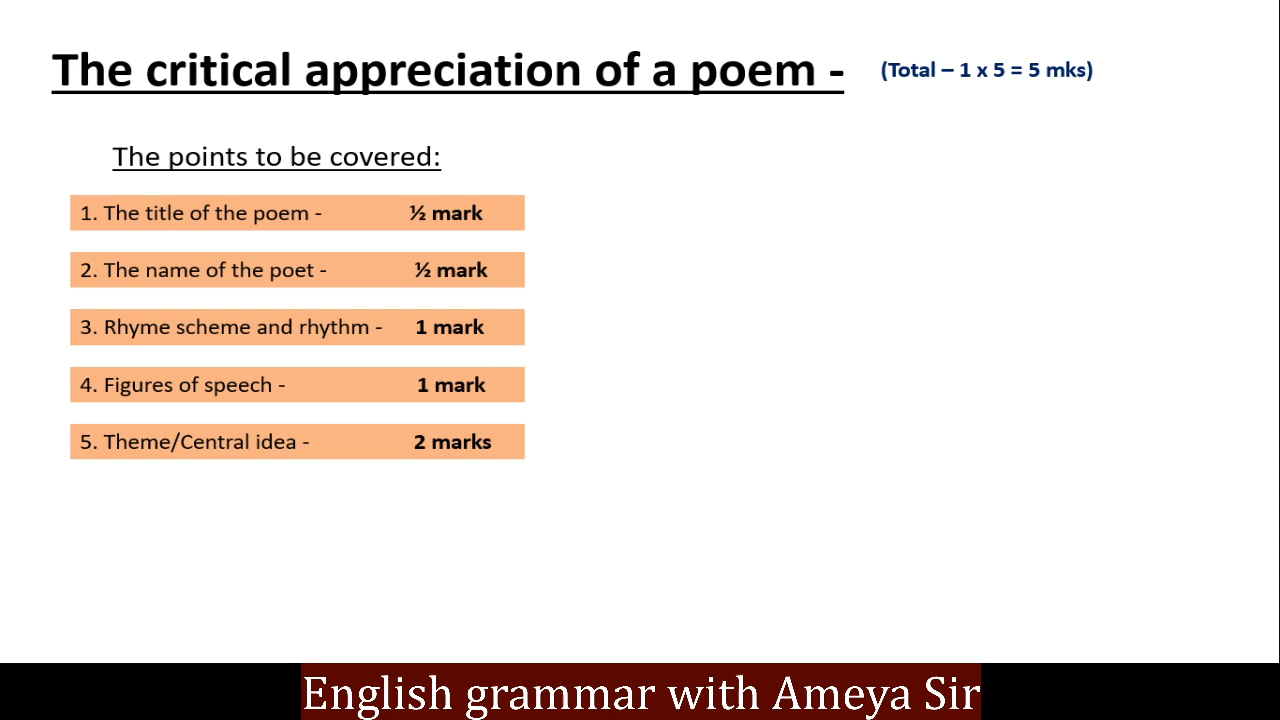 The critical appreciation of a poem - (Total – 1 x 5 = 5 mks)
The points to be covered:
1. The title of the poem - ½ mark
2. The name of the poet - ½ mark
3. Rhyme scheme and rhythm - 1 mark
4. Figures of speech - 1 mark
5. Theme/Central idea - 2 marks
English grammar with Ameya Sir